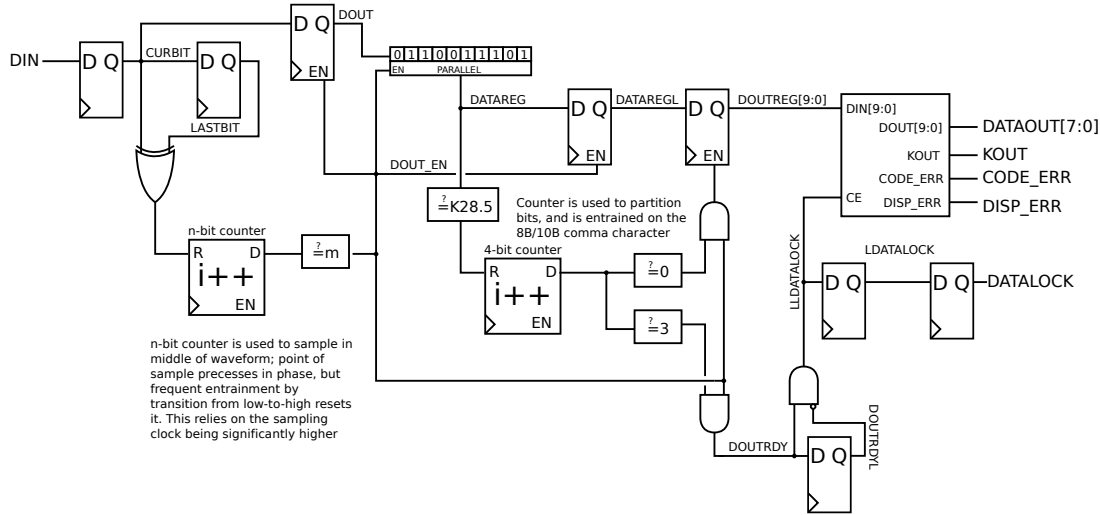 DIN
D Q
CURBIT
D Q
LASTBIT
D Q
EN
DOUT
0 1 1 0 0 1 1 1 0 1
EN PARALLEL
DATAREG
D Q
EN
DATAREGL
D Q
EN
DOUTREG[9:0]
DIN[9:0]
DOUT[9:0]
KOUT
CODE_ERR
DISP_ERR
CE
DATAOUT[7:0]
KOUT
CODE_ERR
DISP_ERR
DOUT_EN
?
=K28.5
Counter is used to partition
bits, and is entrained on the
8B/10B comma character
n-bit counter
R D
i++
EN
?
=m
4-bit counter
R D
i++
EN
?
=0
?
=3
LLDATALOCK
LDATALOCK
D Q
D Q
DATALOCK
n-bit counter is used to sample in
middle of waveform; point of
sample precesses in phase, but
frequent entrainment by
transition from low-to-high resets
it. This relies on the sampling
clock being significantly higher
DOUTRDY
D Q
DOUTRDYL